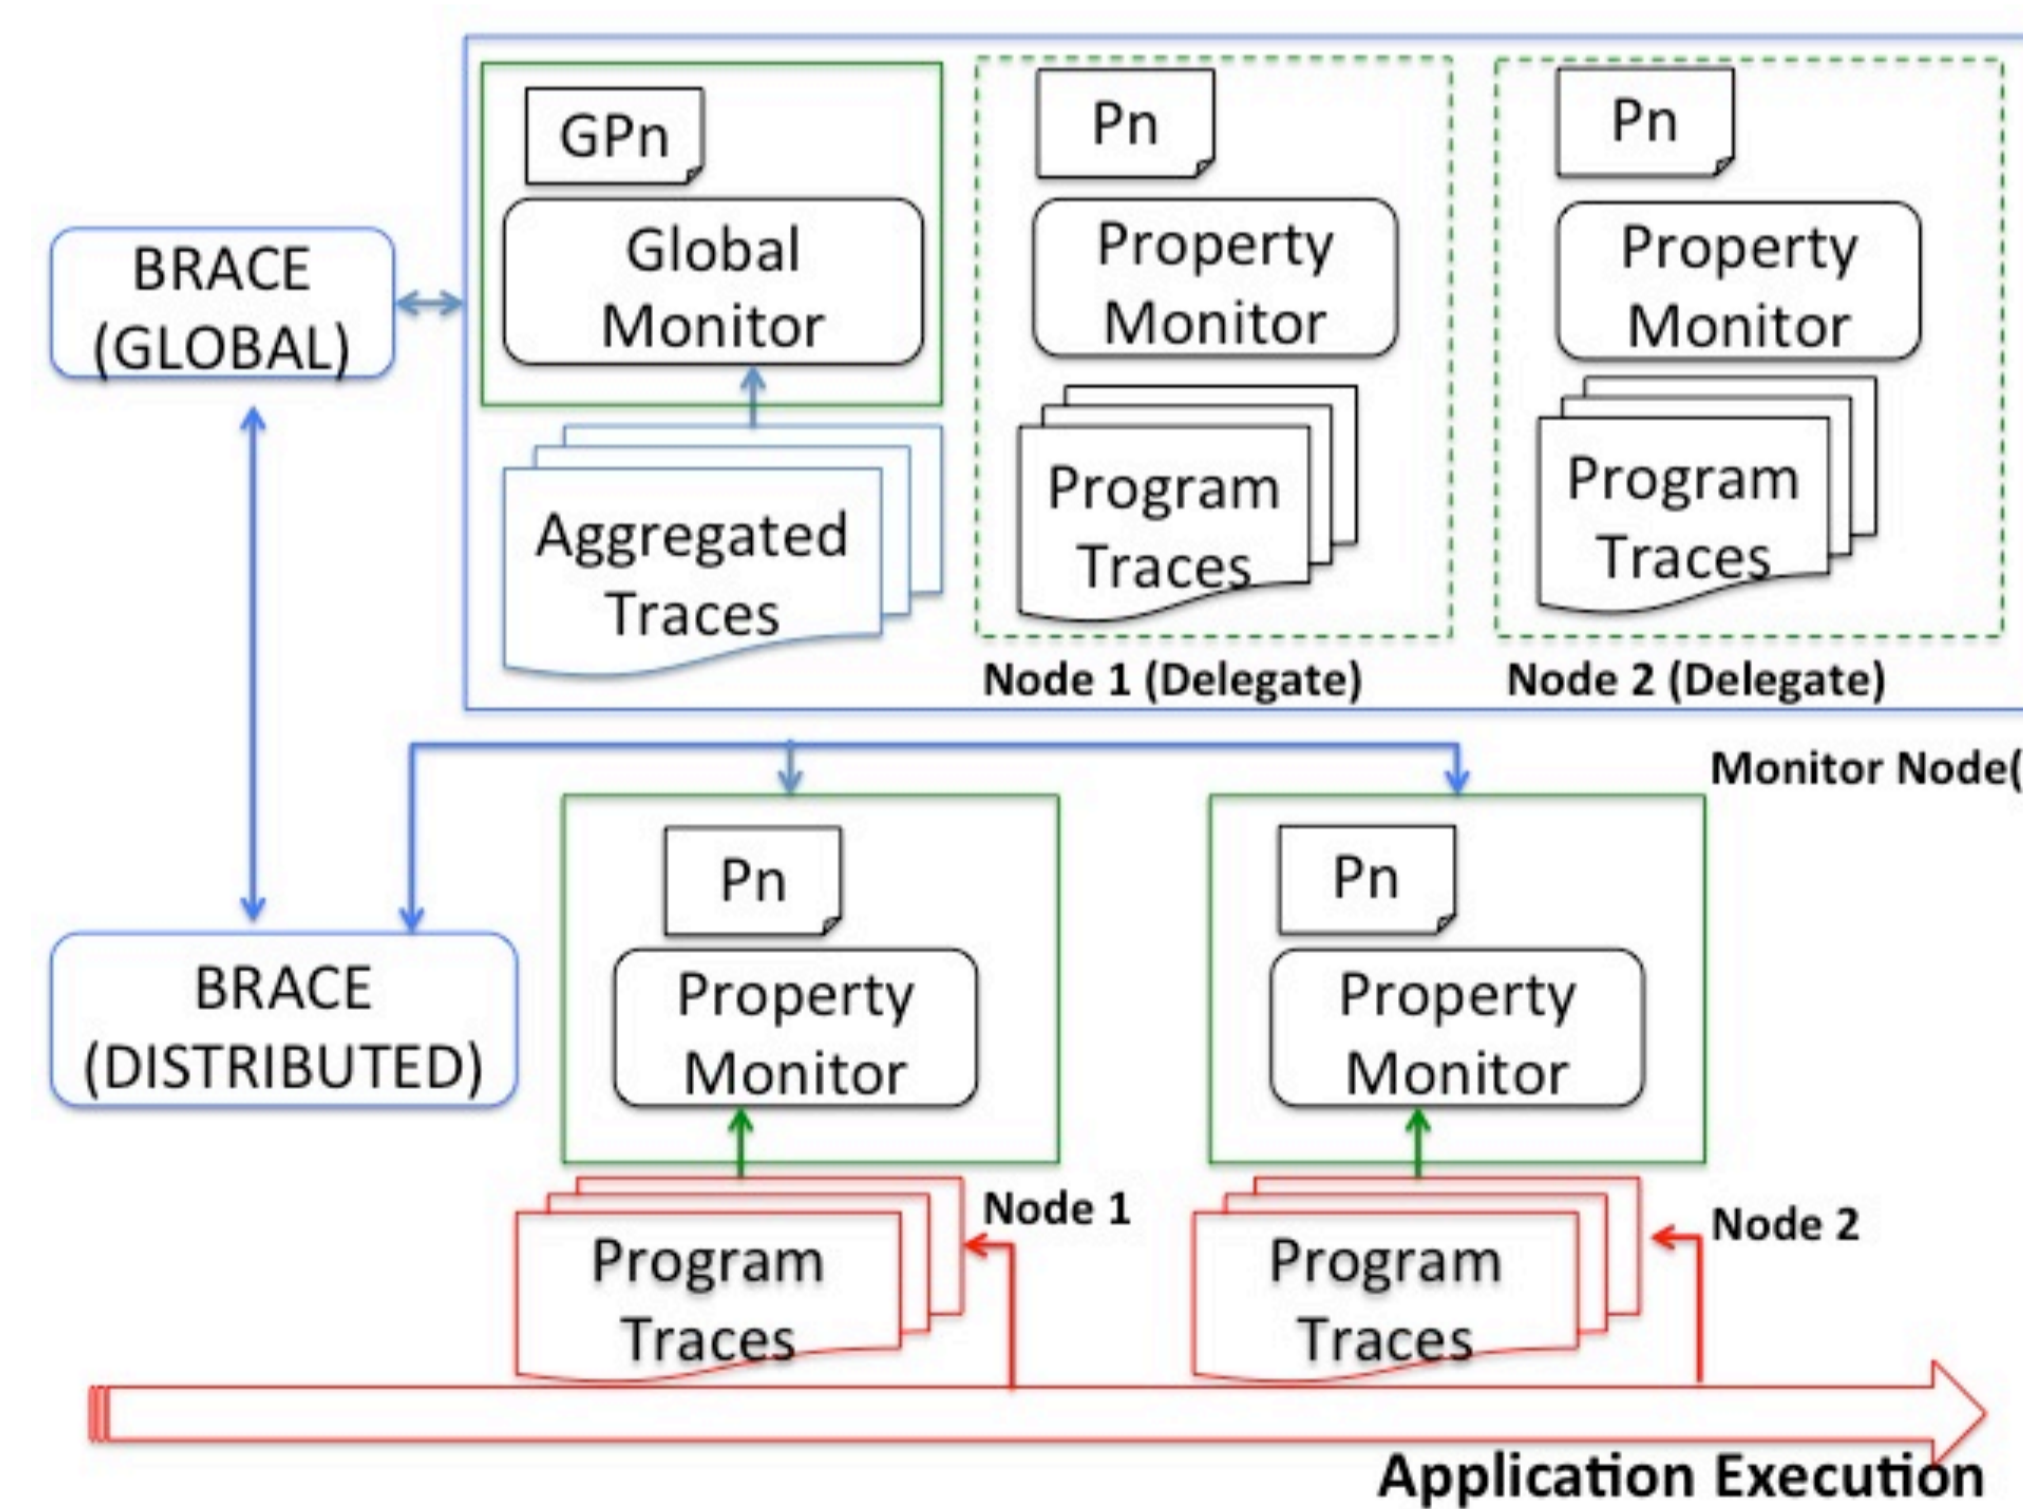 GPn
Pn
Pn
BRACE
(GLOBAL)
Global
Monitor
Property
Monitor
Property
Monitor
Aggregated
Traces
Program
Traces
Program
Traces
Node 1 (Delegate)
Node 2 (Delegate)
Monitor Node(
Pn
Pn
BRACE
(DISTRIBUTED)
Property
Monitor
Property
Monitor
Node 1
Node 2
Program
Traces
Program
Traces
Application Execution